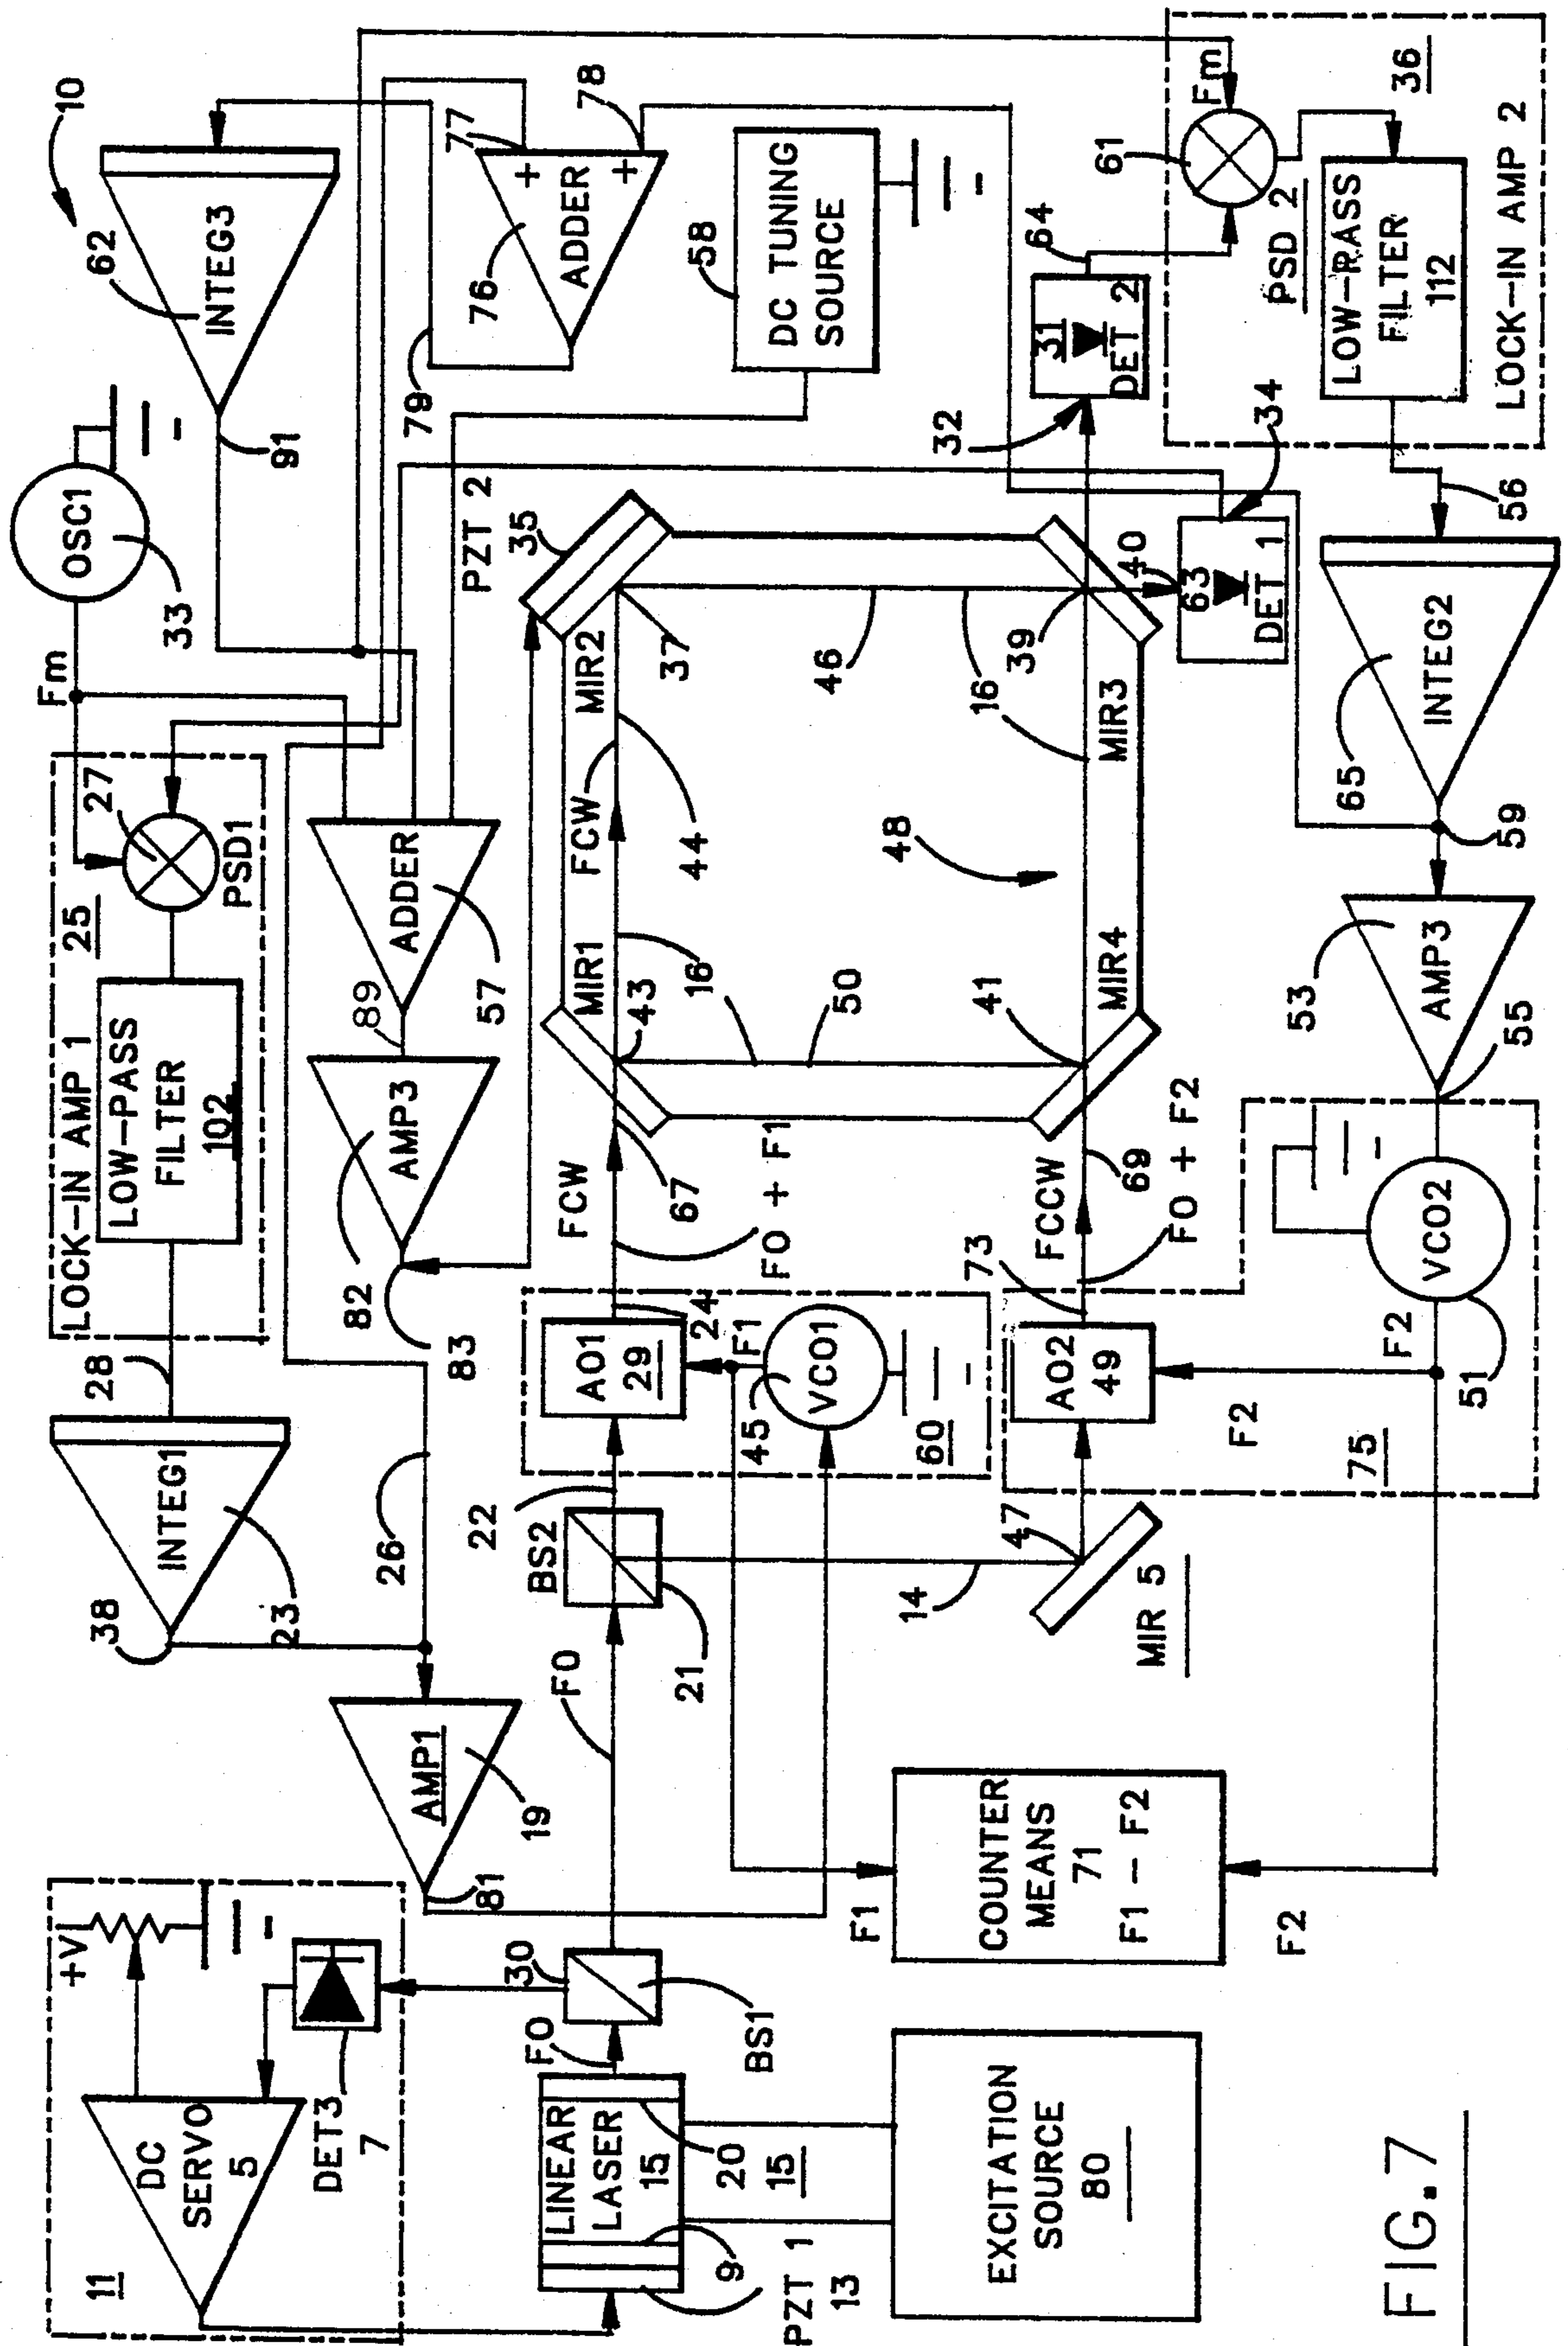 10
INTEG3
62
91
OSC1
33
Fm
ADDER
+
+
76
77
78
79
DC TUNING
SOURCE
58
LOCK-IN AMP 1
25
LOW-PASS
FILTER
102
27
PSD1
28
INTEG1
38
23
26
ADDER
57
89
AMP3
82
83
AMP1
19
81
11
DC
SERVO
5
+V
DET3
7
LINEAR
LASER
15
20
15
9
PZT 1
13
EXCITATION
SOURCE
80
FO
30
BS1
FO
BS2
21
22
14
47
MIR 5
AO1
29
24
F1
VCO1
45
60
FCW
67
FO + F1
AO2
49
73
FCCW
69
FO + F2
F2
F2
VCO2
51
75
COUNTER
MEANS
71
F1 - F2
F1
F2
PZT 2
35
MIR1
FCW
MIR2
43
16
44
37
46
16
39
MIR3
48
50
41
MIR4
40
63
DET 1
34
32
31
DET 2
64
61
Fm
36
PSD 2
LOW-PASS
FILTER
112
LOCK-IN AMP 2
56
INTEG2
65
59
AMP3
53
55
FIG.7